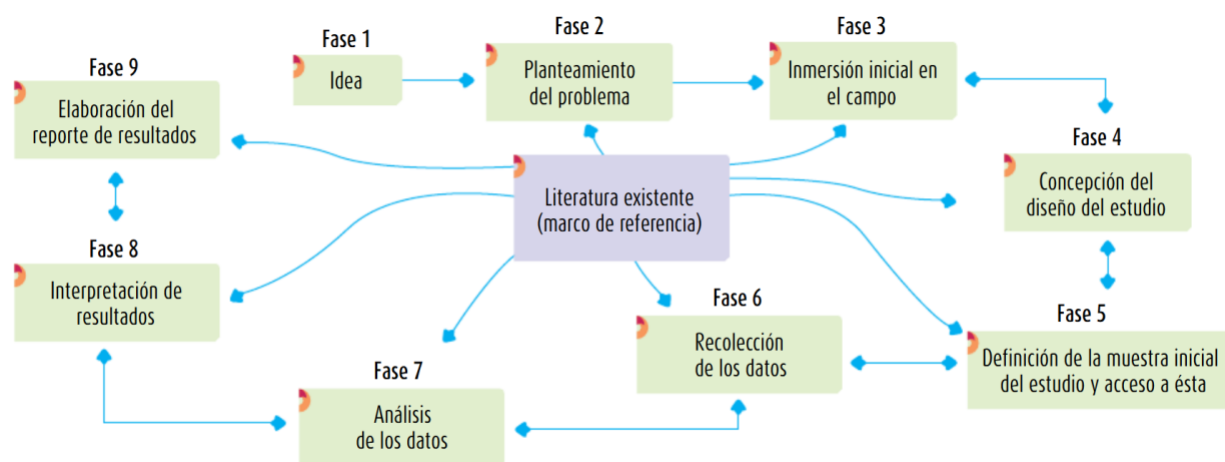 Fase 1
Idea
Fase 2
Planteamiento
del problema
Fase 3
Inmersión inicial en
el campo
Fase 4
Concepción del
diseño del estudio
Fase 5
Definición de la muestra inicial
del estudio y acceso a ésta
Fase 6
Recolección
de los datos
Fase 7
Análisis
de los datos
Fase 8
Interpretación de
resultados
Fase 9
Elaboración del
reporte de resultados
Literatura existente
(marco de referencia)